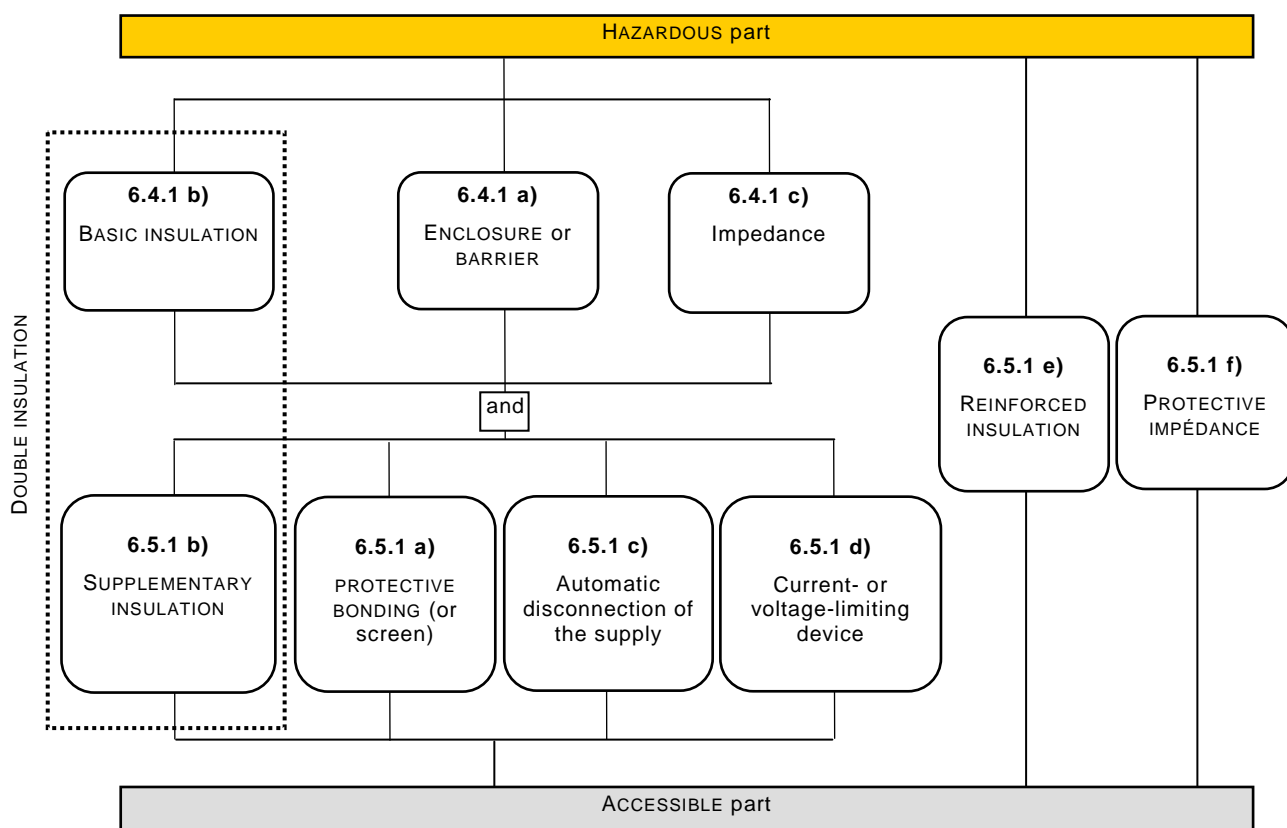 HAZARDOUS part
6.4.1 b)
BASIC INSULATION
6.4.1 a)
ENCLOSURE or
BARRIER
6.4.1 c)
Impedance
DOUBLE INSULATION
6.5.1 e)
REINFORCED
INSULATION
6.5.1 f)
PROTECTIVE
IMPÉDANCE
and
6.5.1 b)
SUPPLEMENTARY
INSULATION
6.5.1 a)
PROTECTIVE
BONDING (or
screen)
6.5.1 c)
Automatic
disconnection of
the supply
6.5.1 d)
Current- or
voltage-limiting
device
ACCESSIBLE part